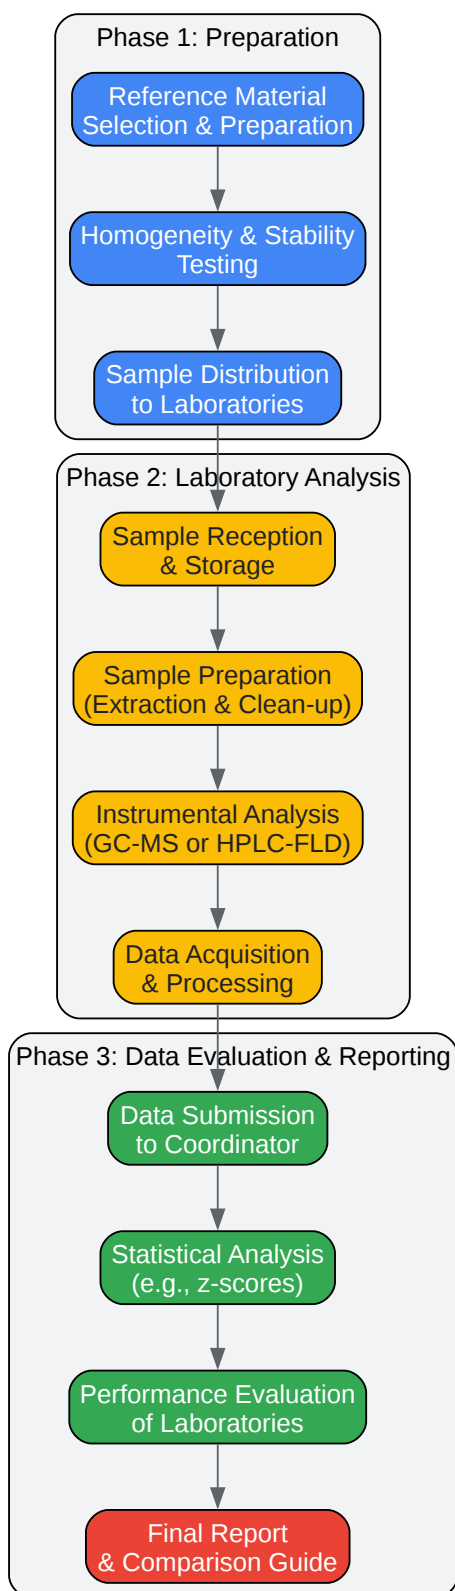 Phase 1: Preparation
Reference Material
Selection & Preparation
Homogeneity & Stability
Testing
Sample Distribution
to Laboratories
Phase 2: Laboratory Analysis
Sample Reception
& Storage
Sample Preparation
(Extraction & Clean-up)
Instrumental Analysis
(GC-MS or HPLC-FLD)
Data Acquisition
& Processing
Phase 3: Data Evaluation & Reporting
Data Submission
to Coordinator
Statistical Analysis
(e.g., z-scores)
Performance Evaluation
of Laboratories
Final Report
& Comparison Guide